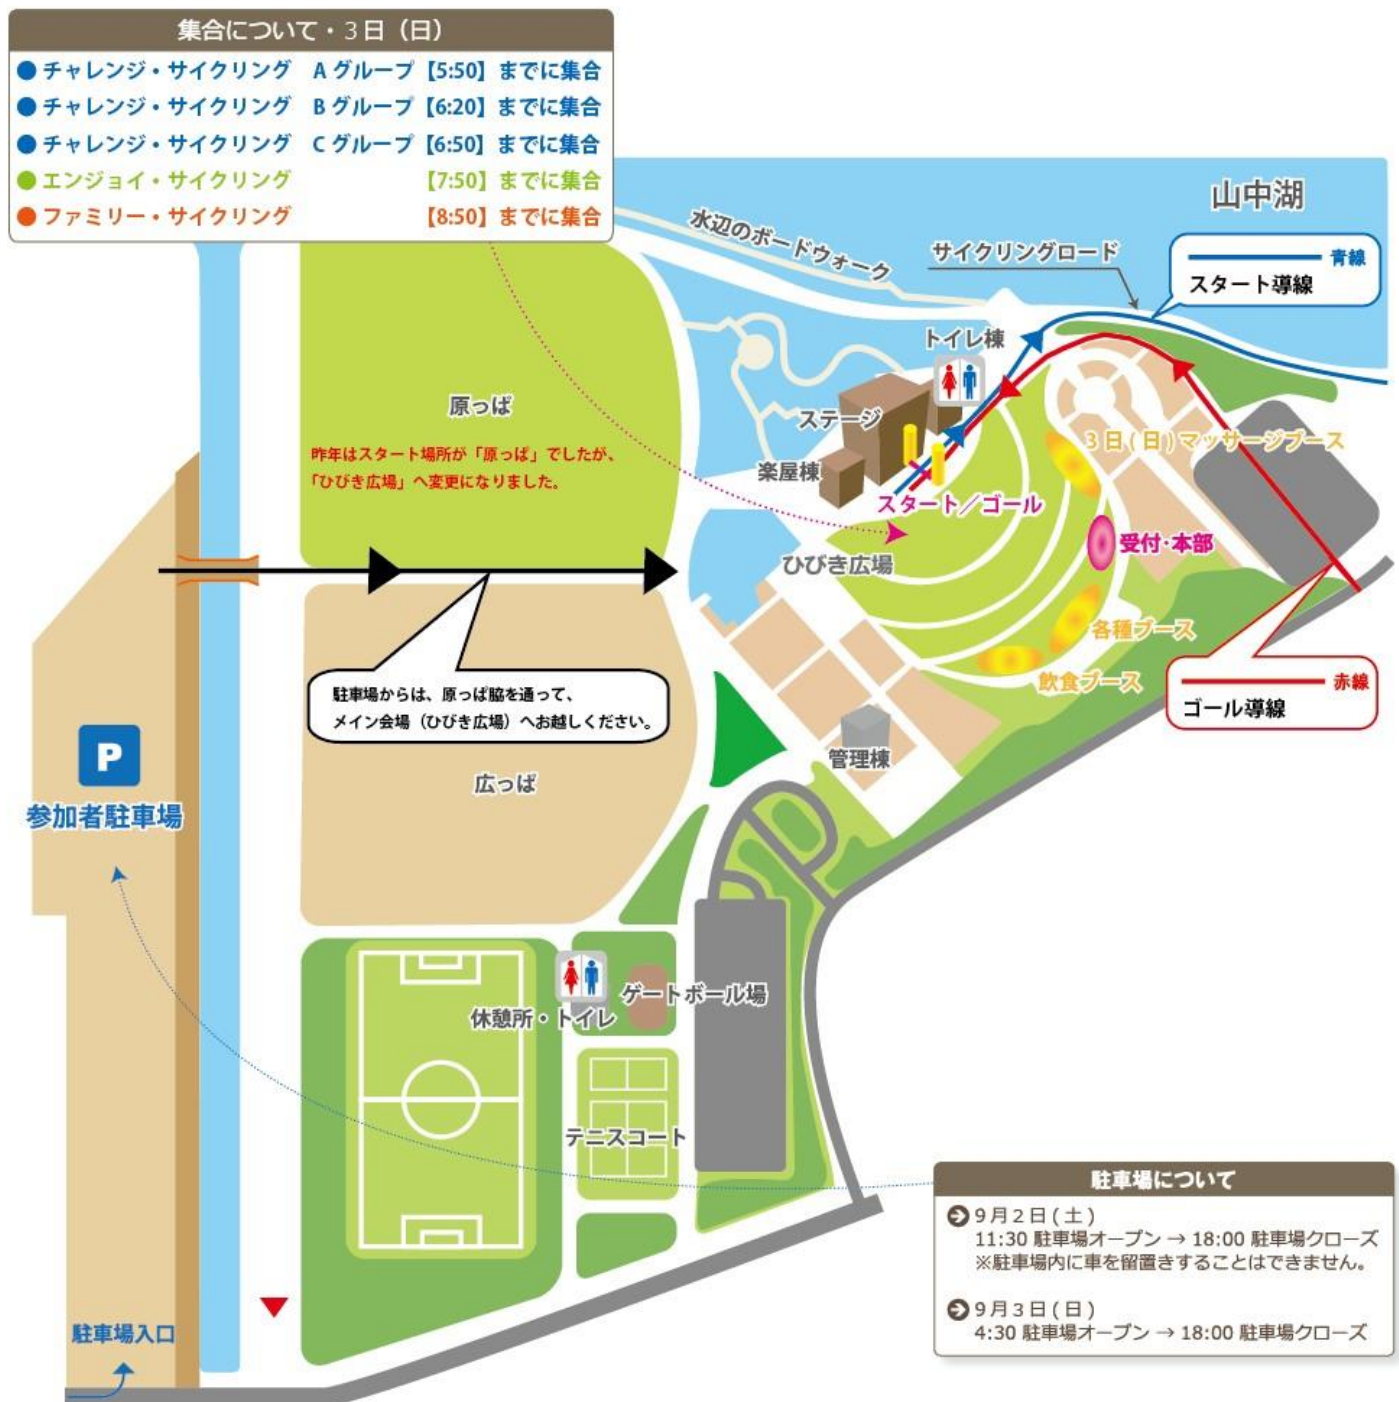 集合について・3日（日）
● チャレンジ・サイクリング　A グループ【5:50】までに集合
● チャレンジ・サイクリング　B グループ【6:20】までに集合
● チャレンジ・サイクリング　C グループ【6:50】までに集合
● エンジョイ・サイクリング　【7:50】までに集合
● ファミリー・サイクリング　【8:50】までに集合
山中湖
水辺のボードウォーク
サイクリングロード
青線
スタート導線
トイレ棟
ステージ
楽屋棟
原っぱ
昨年はスタート場所が「原っぱ」でしたが、
「ひびき広場」へ変更になりました。
3日(日)マッサージブース
スタート／ゴール
受付・本部
ひびき広場
各種ブース
飲食ブース
赤線
ゴール導線
駐車場からは、原っぱ脇を通って、
メイン会場（ひびき広場）へお越しください。
管理棟
広っぱ
P
参加者駐車場
ゲートボール場
休憩所・トイレ
テニスコート
駐車場について
9月2日(土)
11:30 駐車場オープン → 18:00 駐車場クローズ
※駐車場内に車を留置きすることはできません。
9月3日(日)
4:30 駐車場オープン → 18:00 駐車場クローズ
駐車場入口